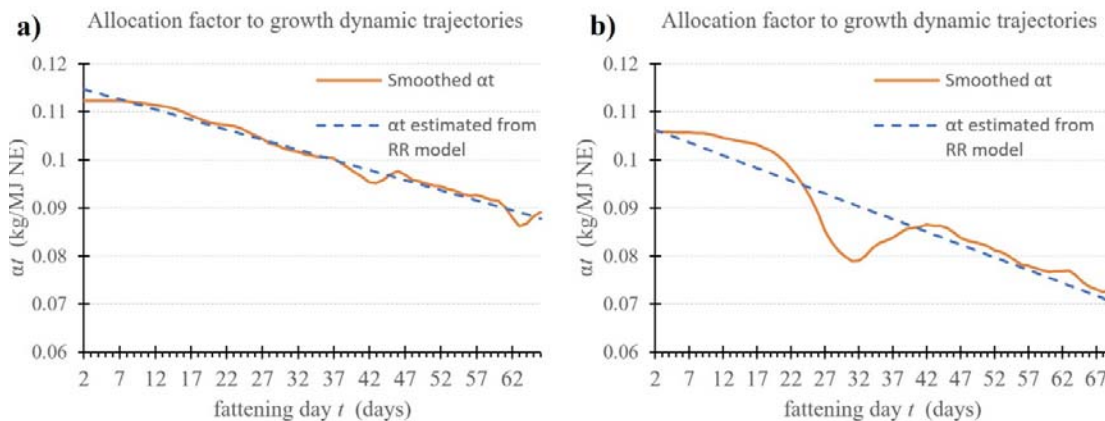 a)
Allocation factor to growth dynamic trajectories
0.12
0.11
0.1
0.09
0.08
0.07
0.06
αt (kg/MJ NE)
Smoothed αt
αt estimated from
RR model
2 7 12 17 22 27 32 37 42 47 52 57 62
fattening day t (days)
b)
Allocation factor to growth dynamic trajectories
0.12
0.11
0.1
0.09
0.08
0.07
0.06
αt (kg/MJ NE)
Smoothed αt
αt estimated from
RR model
2 7 12 17 22 27 32 37 42 47 52 57 62 67
fattening day t (days)